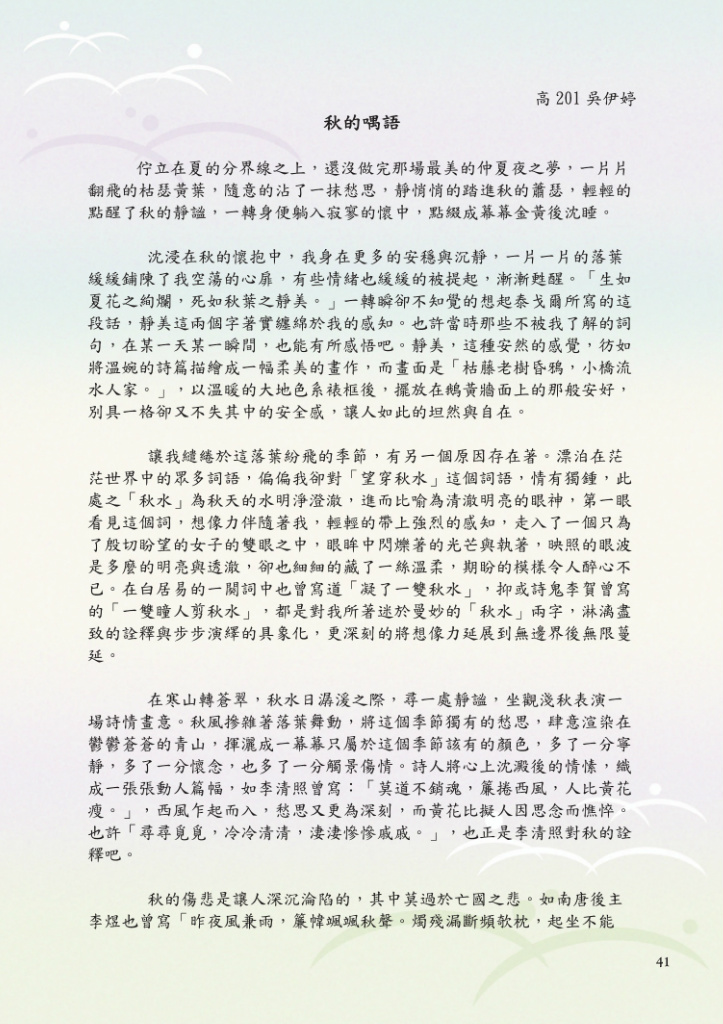 高 201 吳伊婷
秋的喁語
佇立在夏的分界線之上，還沒做完那場最美的仲夏夜之夢，一片片
翻飛的枯瑟黃葉，隨意的沾了一抹愁思，靜悄悄的踏進秋的蕭瑟，輕輕的
點醒了秋的靜謐，一轉身便躺入寂寥的懷中，點綴成幕幕金黃後沈睡。
沈浸在秋的懷抱中，我身在更多的安穩與沉靜，一片一片的落葉
緩緩鋪陳了我空蕩的心扉，有些情緒也緩緩的被提起，漸漸甦醒。「生如
夏花之絢爛，死如秋葉之靜美。」一轉瞬卻不知覺的想起泰戈爾所寫的這
段話，靜美這兩個字著實纏綿於我的感知。也許當時那些不被我了解的詞
句，在某一天某一瞬間，也能有所感悟吧。靜美，這種安然的感覺，彷如
將溫婉的詩篇描繪成一幅柔美的畫作，而畫面是「枯藤老樹昏鴉，小橋流
水人家。」，以溫暖的大地色系裱框後，擺放在鵝黃牆面上的那般安好，
別具一格卻又不失其中的安全感，讓人如此的坦然與自在。
讓我繾綣於這落葉紛飛的季節，有另一個原因存在著。漂泊在茫
茫世界中的眾多詞語，偏偏我卻對「望穿秋水」這個詞語，情有獨鍾，此
處之「秋水」為秋天的水明淨澄澈，進而比喻為清澈明亮的眼神，第一眼
看見這個詞，想像力伴隨著我，輕輕的帶上強烈的感知，走入了一個只為
了殷切盼望的女子的雙眼之中，眼眸中閃爍著的光芒與執著，映照的眼波
是多麼的明亮與透澈，卻也細細的藏了一絲溫柔，期盼的模樣令人醉心不
已。在白居易的一闕詞中也曾寫道「凝了一雙秋水」，抑或詩鬼李賀曾寫
的「一雙瞳人剪秋水」，都是對我所著迷於曼妙的「秋水」兩字，淋漓盡
致的詮釋與步步演繹的具象化，更深刻的將想像力延展到無邊界後無限蔓
延。
在寒山轉蒼翠，秋水日潺湲之際，尋一處靜謐，坐觀淺秋表演一
場詩情畫意。秋風摻雜著落葉舞動，將這個季節獨有的愁思，肆意渲染在
鬱鬱蒼蒼的青山，揮灑成一幕幕只屬於這個季節該有的顏色，多了一分寧
靜，多了一分懷念，也多了一分觸景傷情。詩人將心上沈澱後的情愫，織
成一張張動人篇幅，如李清照曾寫：「莫道不銷魂，簾捲西風，人比黃花
瘦。」，西風乍起而入，愁思又更為深刻，而黃花比擬人因思念而憔悴。
也許「尋尋覓覓，冷冷清清，淒淒慘慘戚戚。」，也正是李清照對秋的詮
釋吧。
秋的傷悲是讓人深沉淪陷的，其中莫過於亡國之悲。如南唐後主
李煜也曾寫「昨夜風兼雨，簾幃颯颯秋聲。燭殘漏斷頻欹枕，起坐不能
41